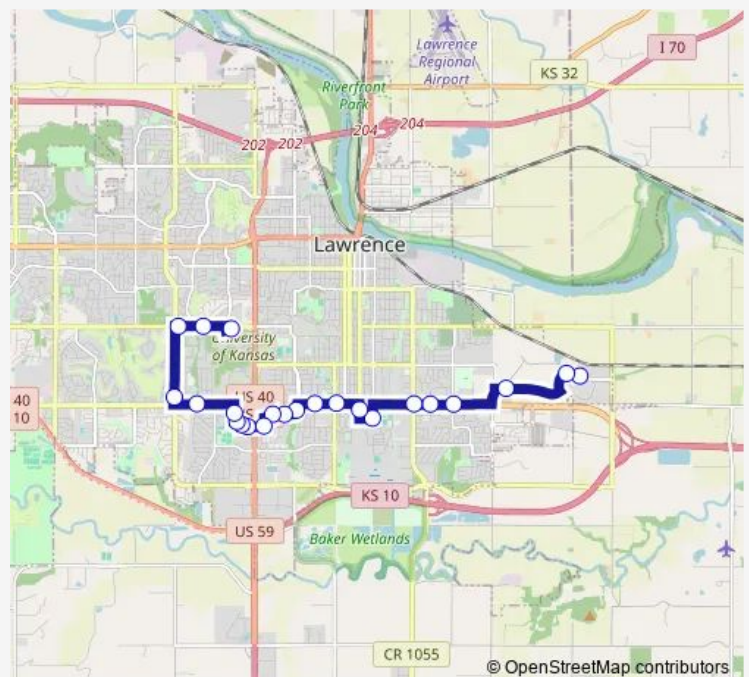 I 70
Lawrence
Regional
Airport
KS 32
Riverfront
Park
204
204
202
202
Lawrence
University
of Kansas
US 40
40
10
KS 10
US 59
Baker Wetlands
CR 1055
© OpenStreetMap contributors